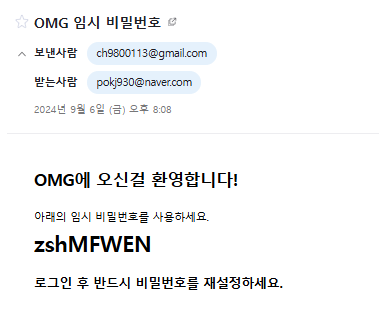 OMG 임시 비밀번호
보낸사람 ch9800113@gmail.com
받는사람 pokj930@naver.com
2024년 9월 6일 (금) 오후 8:08
OMG에 오신걸 환영합니다!
아래의 임시 비밀번호를 사용하세요.
zshMFWEN
로그인 후 반드시 비밀번호를 재설정하세요.